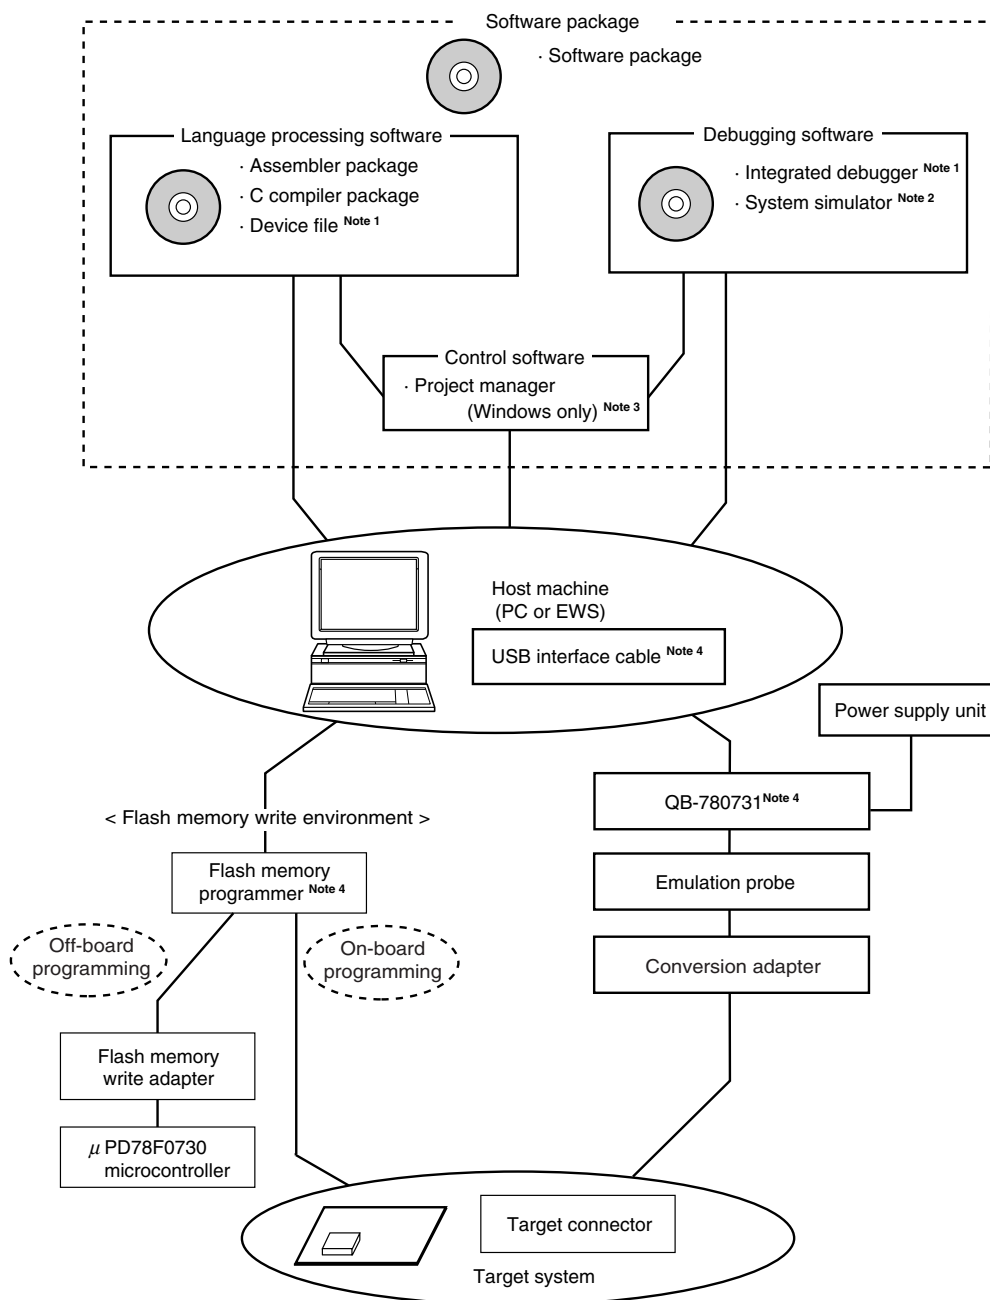 Software package
· Software package
Language processing software
· Assembler package
· C compiler package
· Device file Note 1
Debugging software
· Integrated debugger Note 1
· System simulator Note 2
Control software
· Project manager
(Windows only) Note 3
Host machine
(PC or EWS)
USB interface cable Note 4
Power supply unit
QB-780731 Note 4
< Flash memory write environment >
Flash memory
programmer Note 4
Emulation probe
Off-board
programming
On-board
programming
Conversion adapter
Flash memory
write adapter
μ PD78F0730
microcontroller
Target connector
Target system